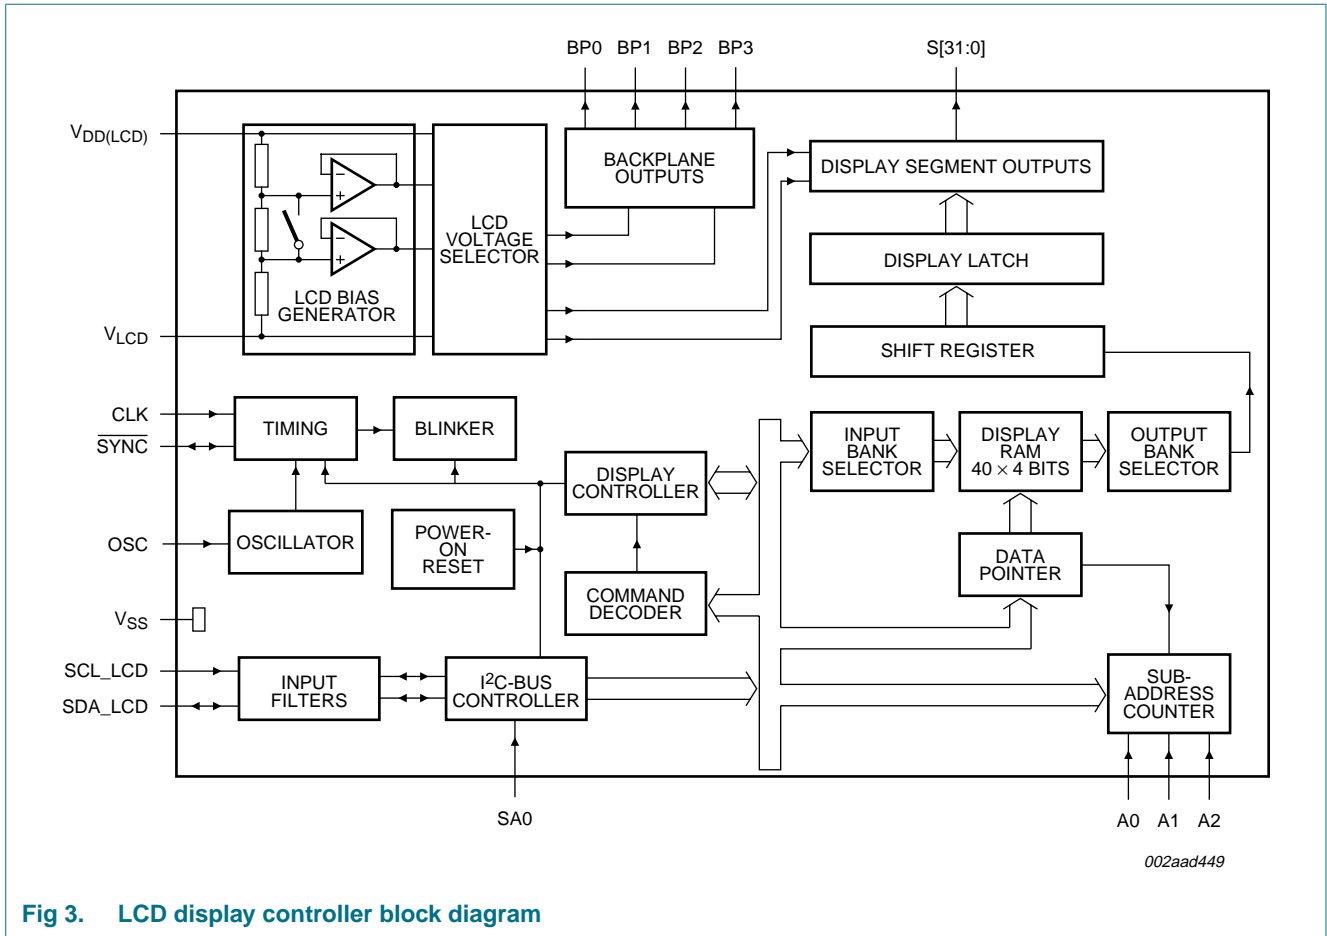 BP0 BP1 BP2 BP3 S[31:0]
VDD(LCD)
BACKPLANE
OUTPUTS
DISPLAY SEGMENT OUTPUTS
LCD
VOLTAGE
SELECTOR
DISPLAY LATCH
LCD BIAS
GENERATOR
VLCD
SHIFT REGISTER
CLK
SYNC
TIMING
BLINKER
DISPLAY
CONTROLLER
INPUT
BANK
SELECTOR
DISPLAY
RAM
40 × 4 BITS
OUTPUT
BANK
SELECTOR
OSC
OSCILLATOR
POWER-
ON
RESET
COMMAND
DECODER
DATA
POINTER
VSS
SCL_LCD
SDA_LCD
INPUT
FILTERS
I2C-BUS
CONTROLLER
SUB-
ADDRESS
COUNTER
SA0
A0 A1 A2
002aad449
Fig 3. LCD display controller block diagram